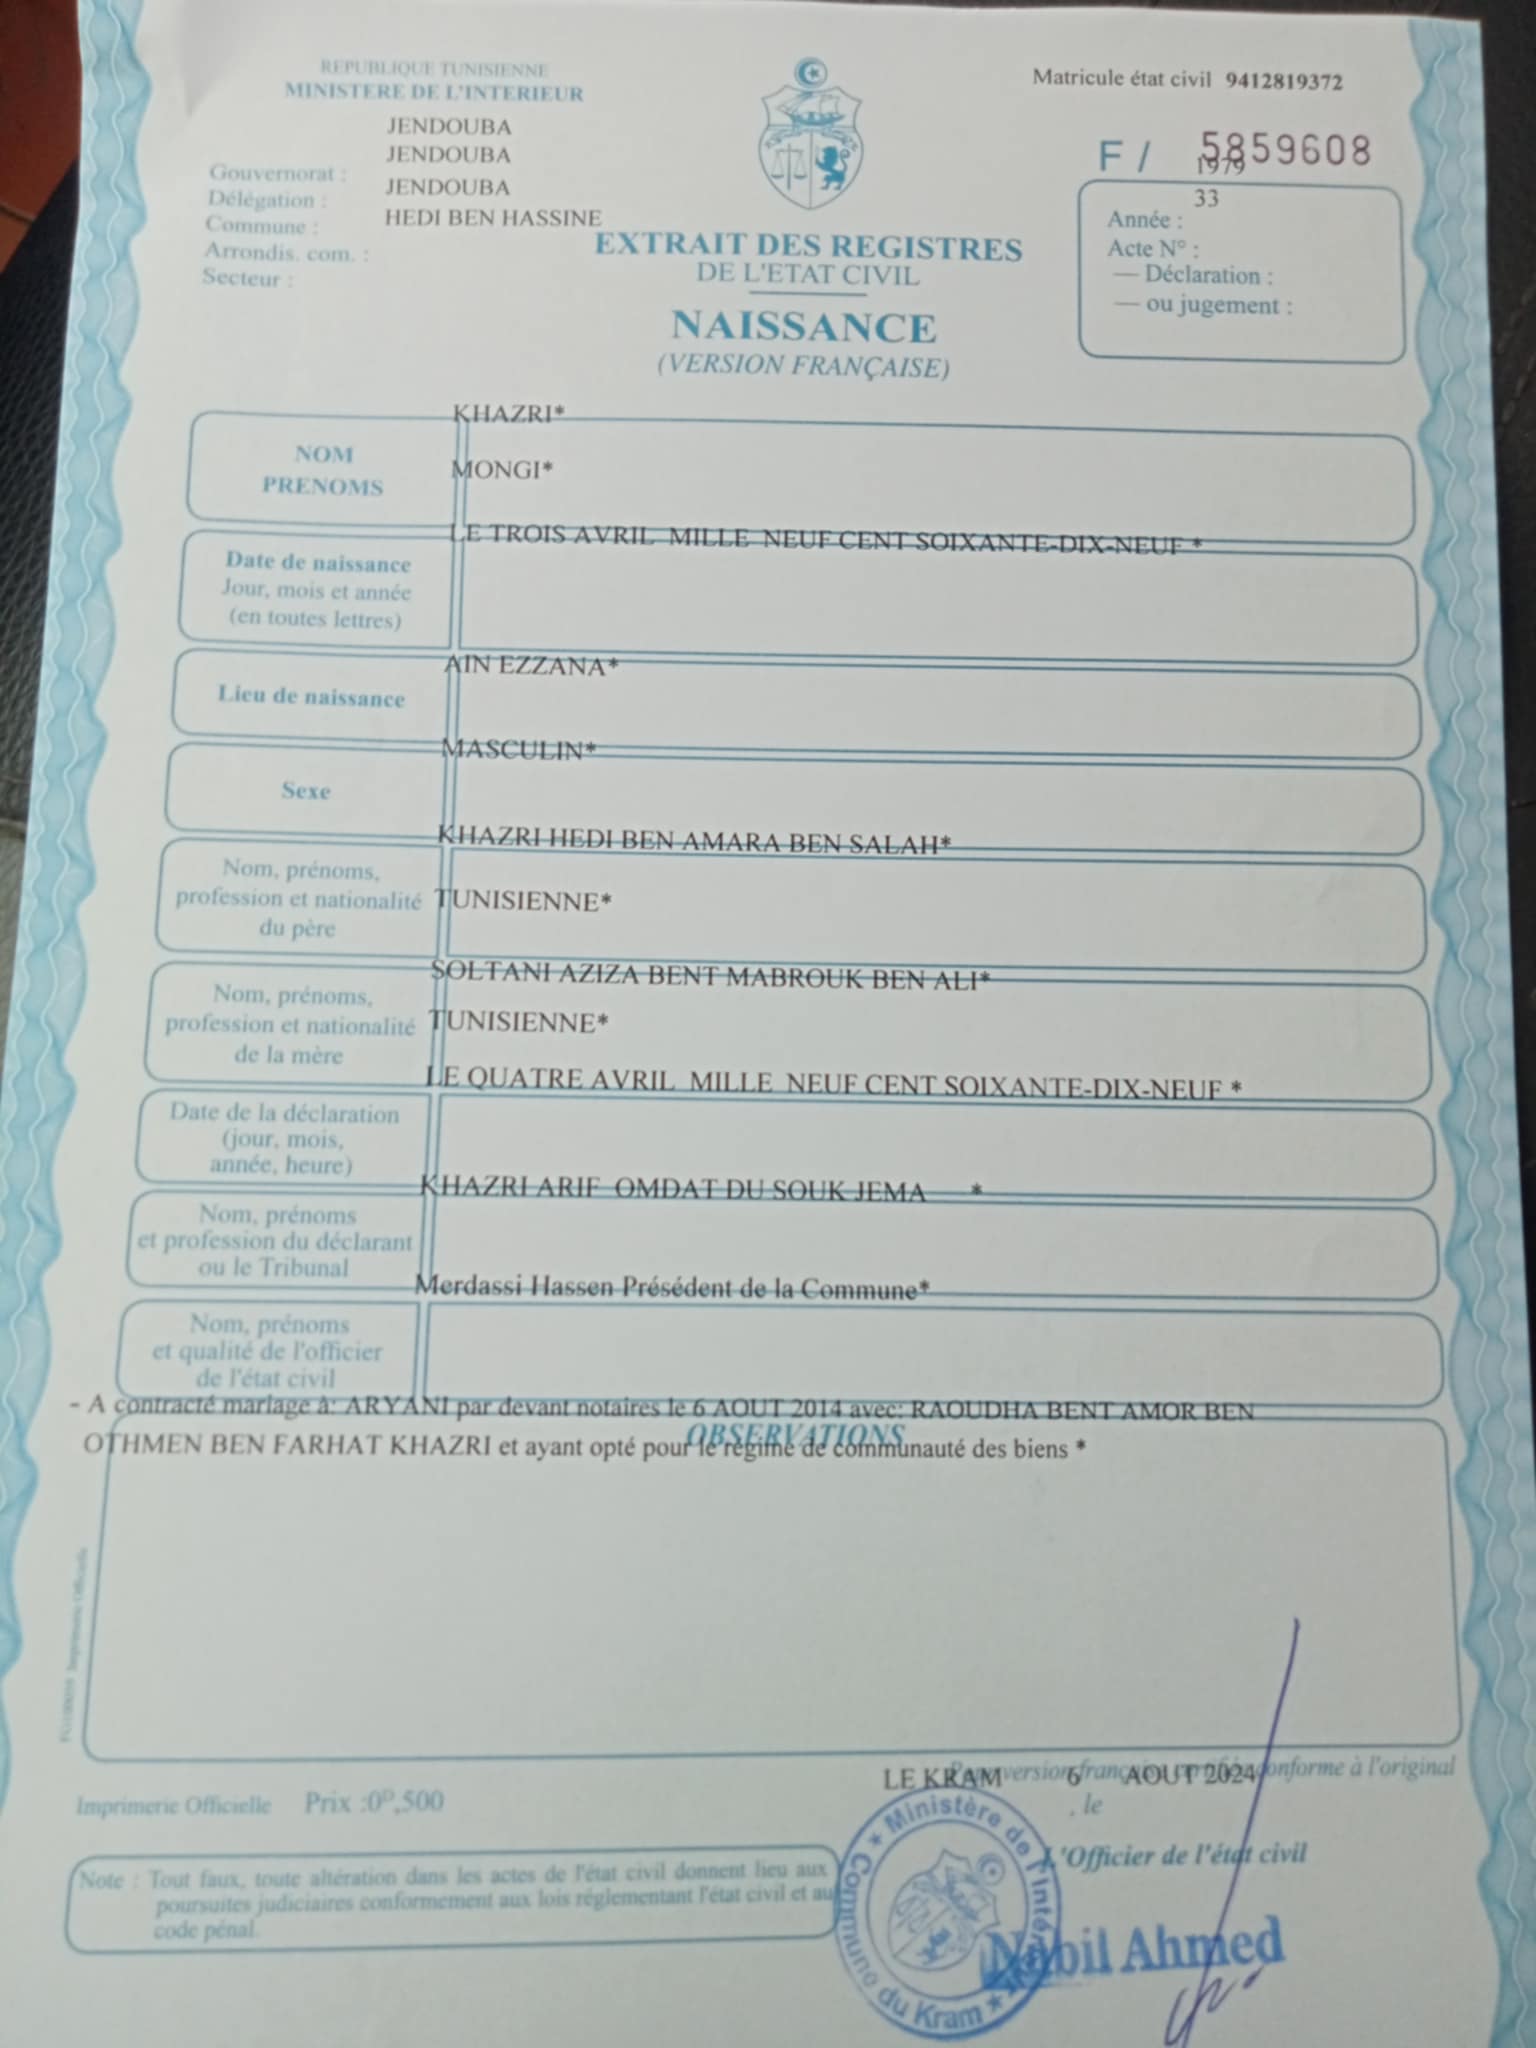 REPUBLIQUE TUNISIENNE
MINISTERE DE L'INTERIEUR
Matricule état civil 9412819372
JENDOUBA
JENDOUBA
Gouvernorat :
Délégation : JENDOUBA
Commune : HEDI BEN HASSINE
Arrondis. com. :
Secteur :
F / 5859608
1979
33
Année :
Acte N° :
— Déclaration :
— ou jugement :
EXTRAIT DES REGISTRES
DE L'ETAT CIVIL
NAISSANCE
(VERSION FRANÇAISE)
KHAZRI*
NOM
PRENOMS
MONGI*
LE TROIS AVRIL MILLE NEUF CENT SOIXANTE-DIX-NEUF *
Date de naissance
Jour, mois et année
(en toutes lettres)
AIN EZZANA*
Lieu de naissance
MASCULIN*
Sexe
KHAZRI HEDI BEN AMARA BEN SALAH*
Nom, prénoms,
profession et nationalité
du père
TUNISIENNE*
SOLTANI AZIZA BENT MABROUK BEN ALI*
Nom, prénoms,
profession et nationalité
de la mère
TUNISIENNE*
LE QUATRE AVRIL MILLE NEUF CENT SOIXANTE-DIX-NEUF *
Date de la déclaration
(jour, mois,
année, heure)
KHAZRI ARIF OMDAT DU SOUK JEMA *
Nom, prénoms
et profession du déclarant
ou le Tribunal
Merdassi Hassen Présédent de la Commune*
Nom, prénoms
et qualité de l'officier
de l'état civil
- A contracté mariage à: ARYANI par devant notaires le 6 AOUT 2014 avec: RAOUDHA BENT AMOR BEN
OBSERVATIONS
OTHMEN BEN FARHAT KHAZRI et ayant opté pour le régime de communauté des biens *
Imprimerie Officielle
Pour version française certifiée conforme à l'original
LE KRAM 6 AOUT 2024
, le
Imprimerie Officielle Prix :0ᴰ,500
L'Officier de l'état civil
Note : Tout faux, toute altération dans les actes de l'état civil donnent lieu aux
poursuites judiciaires conformement aux lois réglementant l'état civil et au
code pénal.
Ministère de l'Intérieur
Commune du Kram
Nabil Ahmed